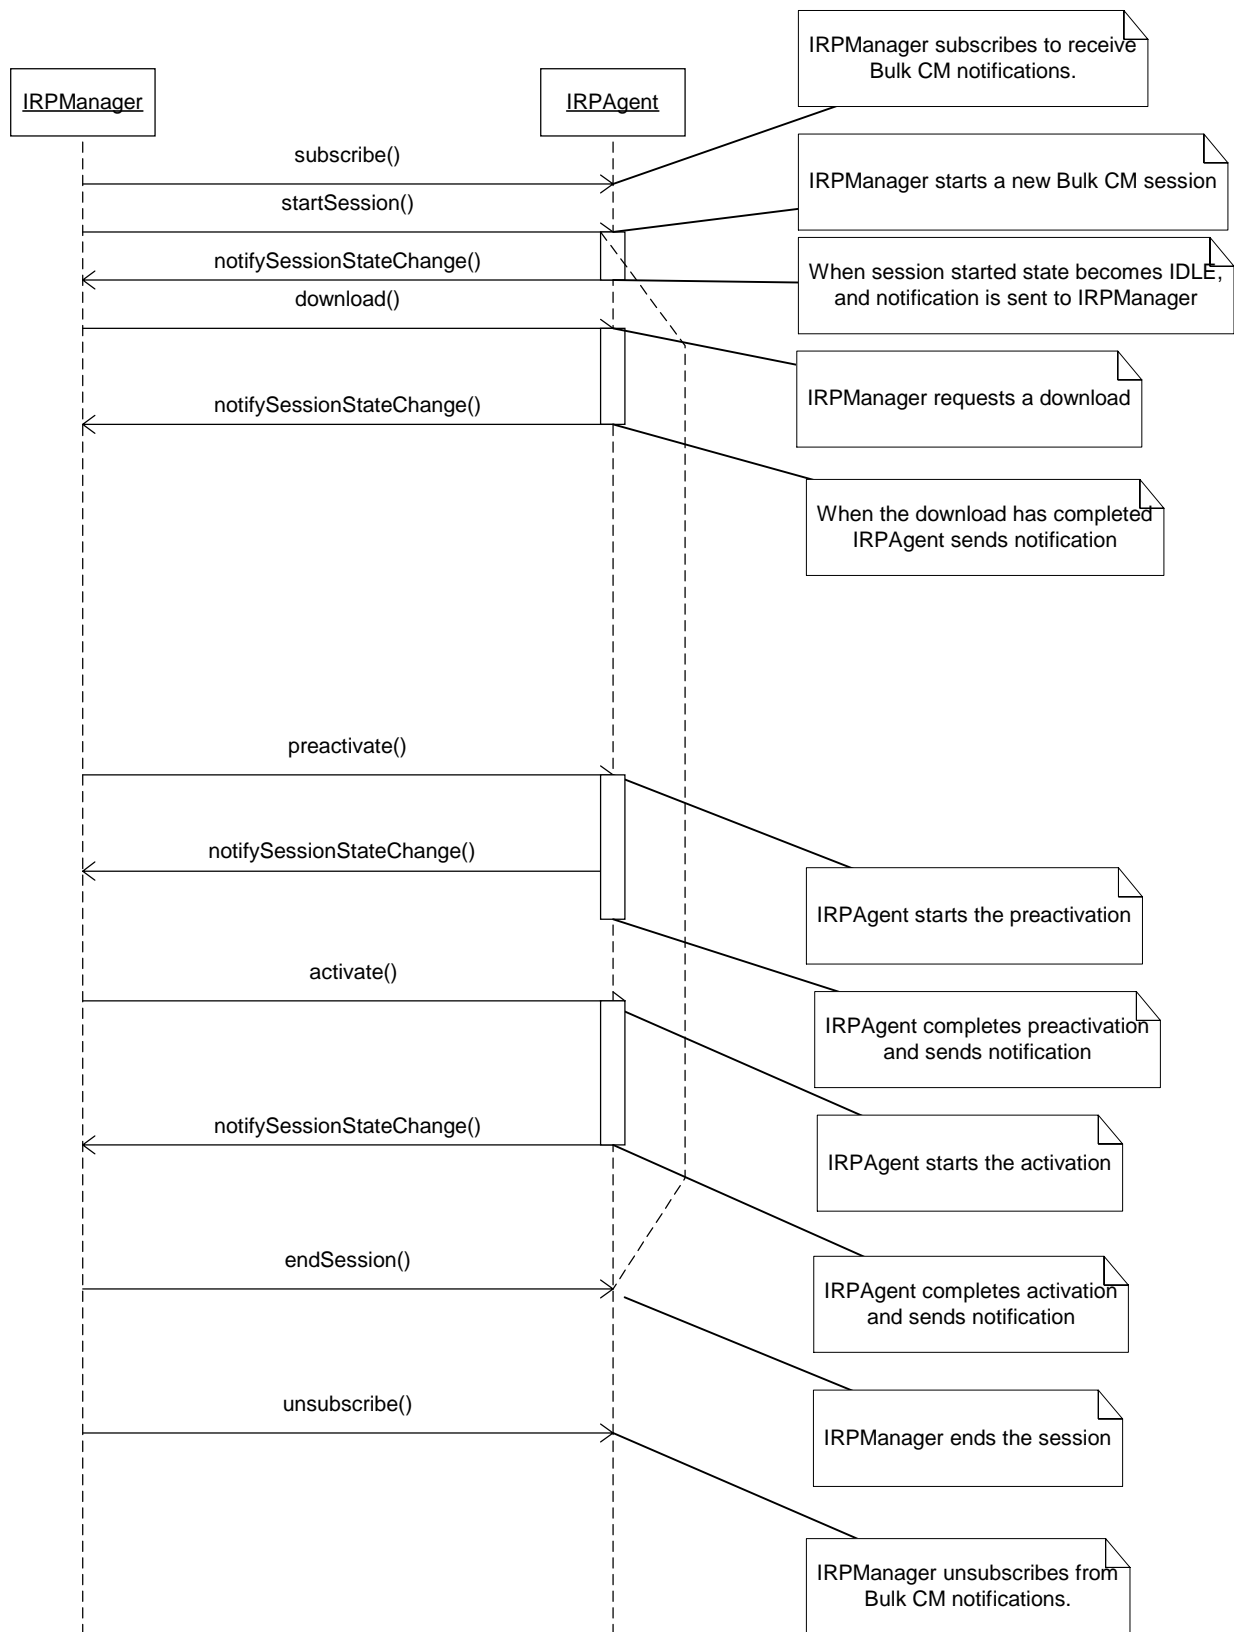 IRPManager subscribes to receive
Bulk CM notifications.
IRPManager
IRPAgent
subscribe()
IRPManager starts a new Bulk CM session
startSession()
notifySessionStateChange()
When session started state becomes IDLE,
and notification is sent to IRPManager
download()
IRPManager requests a download
notifySessionStateChange()
When the download has completed
IRPAgent sends notification
preactivate()
notifySessionStateChange()
IRPAgent starts the preactivation
activate()
IRPAgent completes preactivation
and sends notification
notifySessionStateChange()
IRPAgent starts the activation
endSession()
IRPAgent completes activation
and sends notification
unsubscribe()
IRPManager ends the session
IRPManager unsubscribes from
Bulk CM notifications.